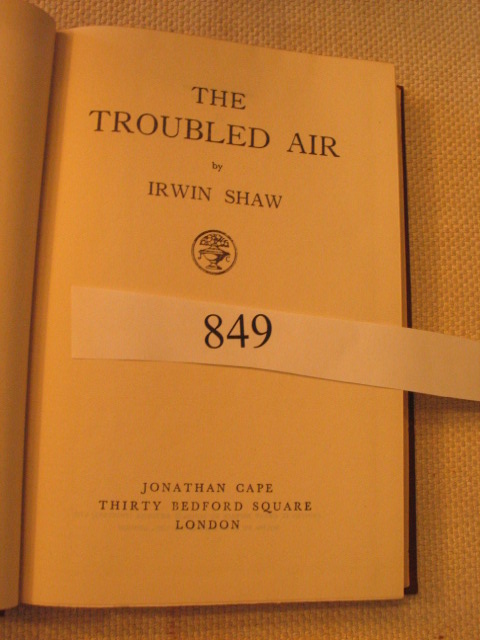 THE
TROUBLED AIR
by
IRWIN SHAW
849
JONATHAN CAPE
THIRTY BEDFORD SQUARE
LONDON